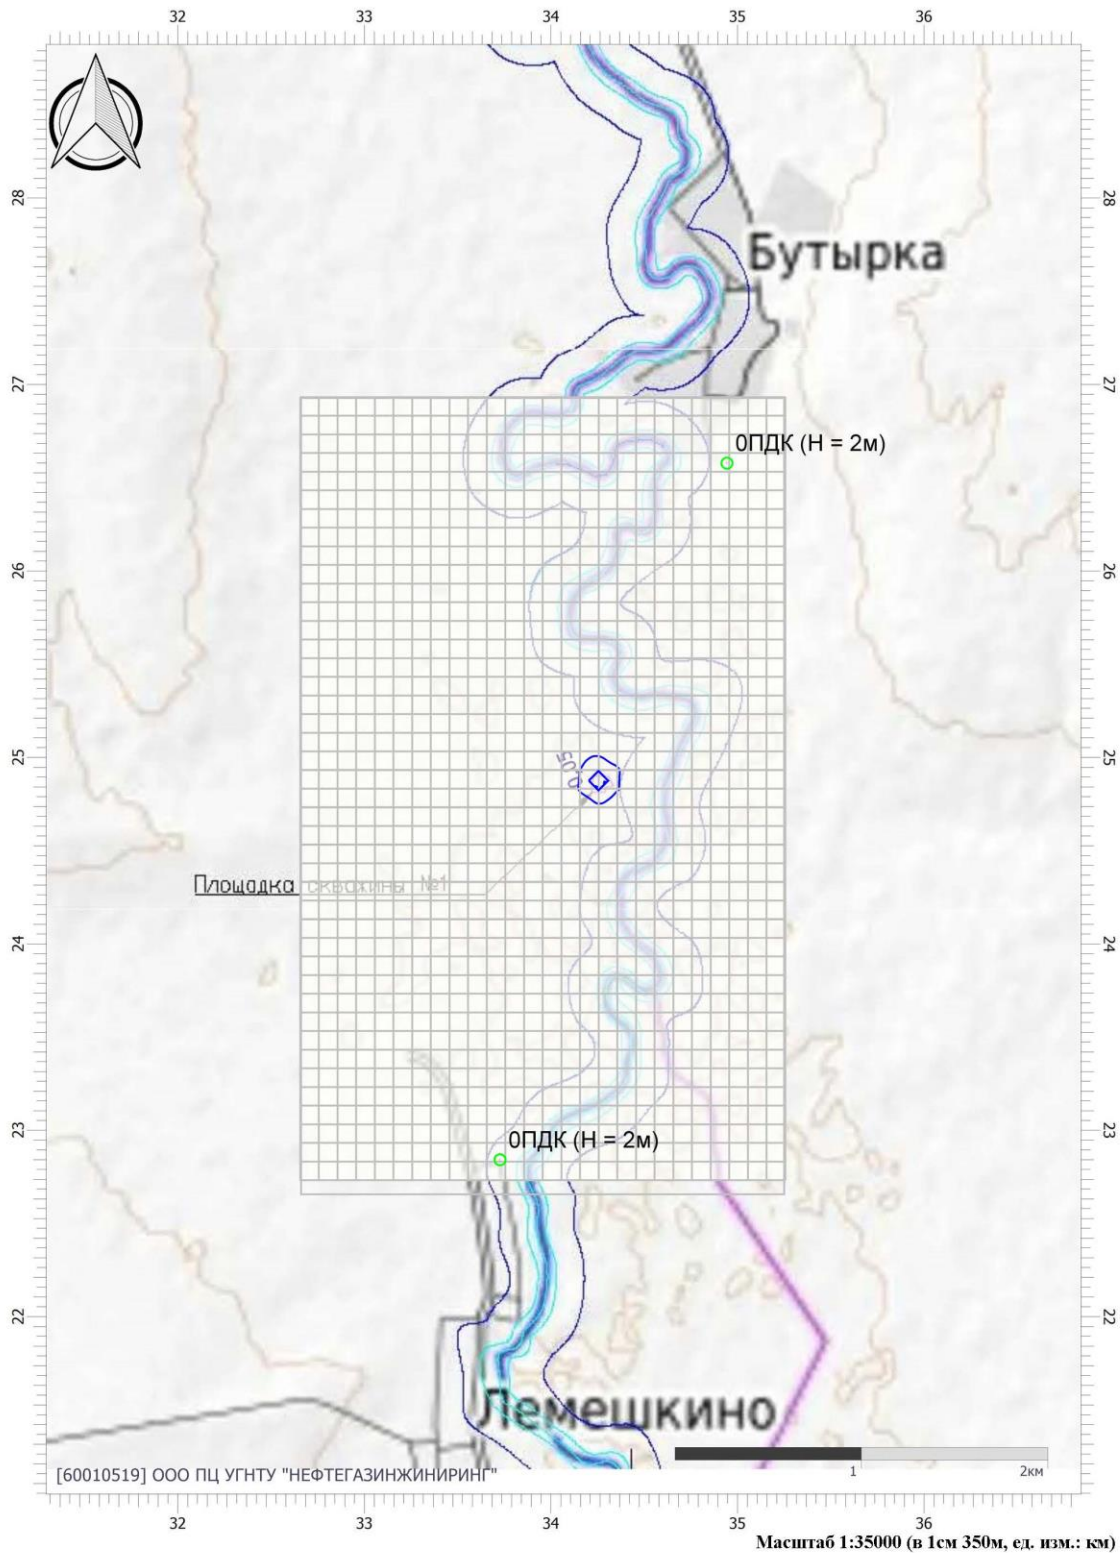 32 33 34 35 36
28 28
Бутырка
27 27
0ПДК (Н = 2м)
26 26
25 25
0,05
Площадка скважины №1
24 24
23 23
0ПДК (Н = 2м)
22 22
Лемешкино
[60010519] ООО ПЦ УГНТУ "НЕФТЕГАЗИНЖИНИРИНГ"
1 2км
32 33 34 35 36
Масштаб 1:35000 (в 1см 350м, ед. изм.: км)